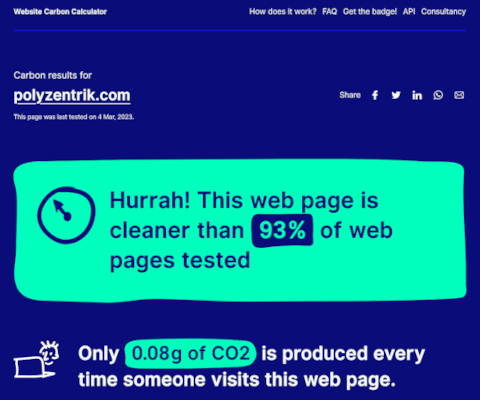 Website Carbon Calculator How does it work? FAQ Get the badge! API Consultancy
Carbon results for
polyzentrik.com
Share
This page was last tested on 4 Mar, 2023.
Hurrah! This web page is
cleaner than 93% of web
pages tested
Only 0.08g of CO2 is produced every
time someone visits this web page.